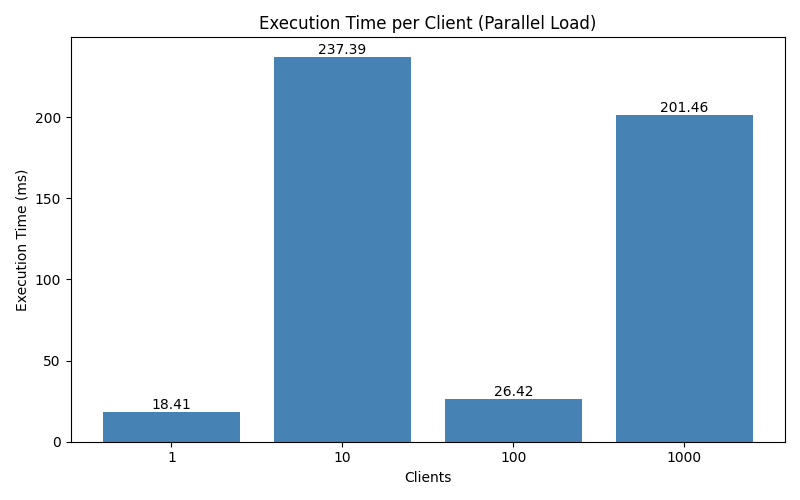 Execution Time per Client (Parallel Load)
237.39
201.46
26.42
18.41
200
150
100
50
0
Execution Time (ms)
1 10 100 1000
Clients